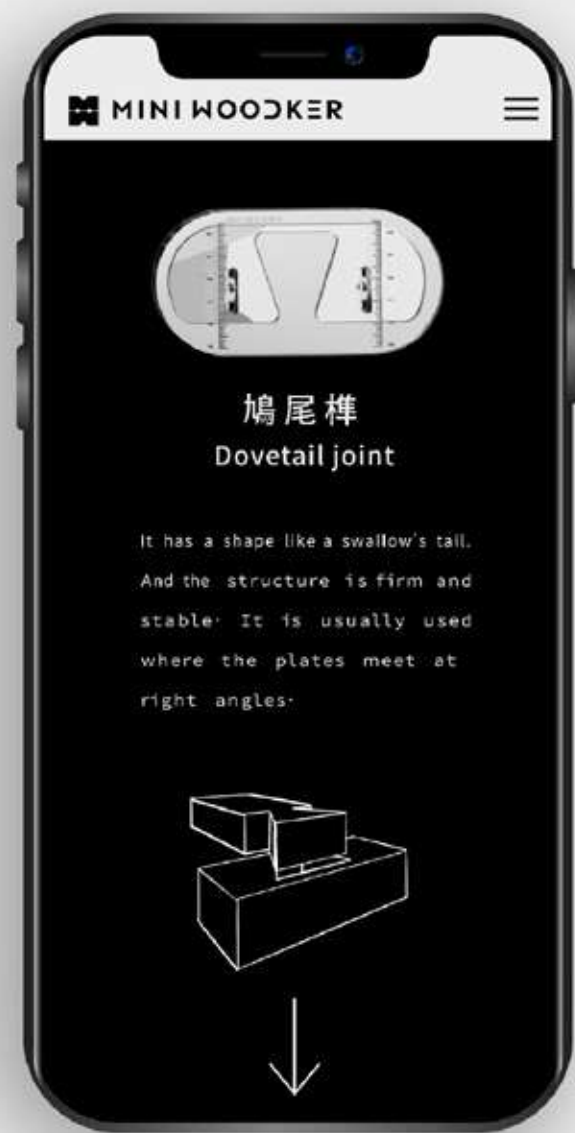 MINI WOODKER
鳩尾榫
Dovetail joint
It has a shape like a swallow's tail.
And the structure is firm and
stable· It is usually used
where the plates meet at
right angles·